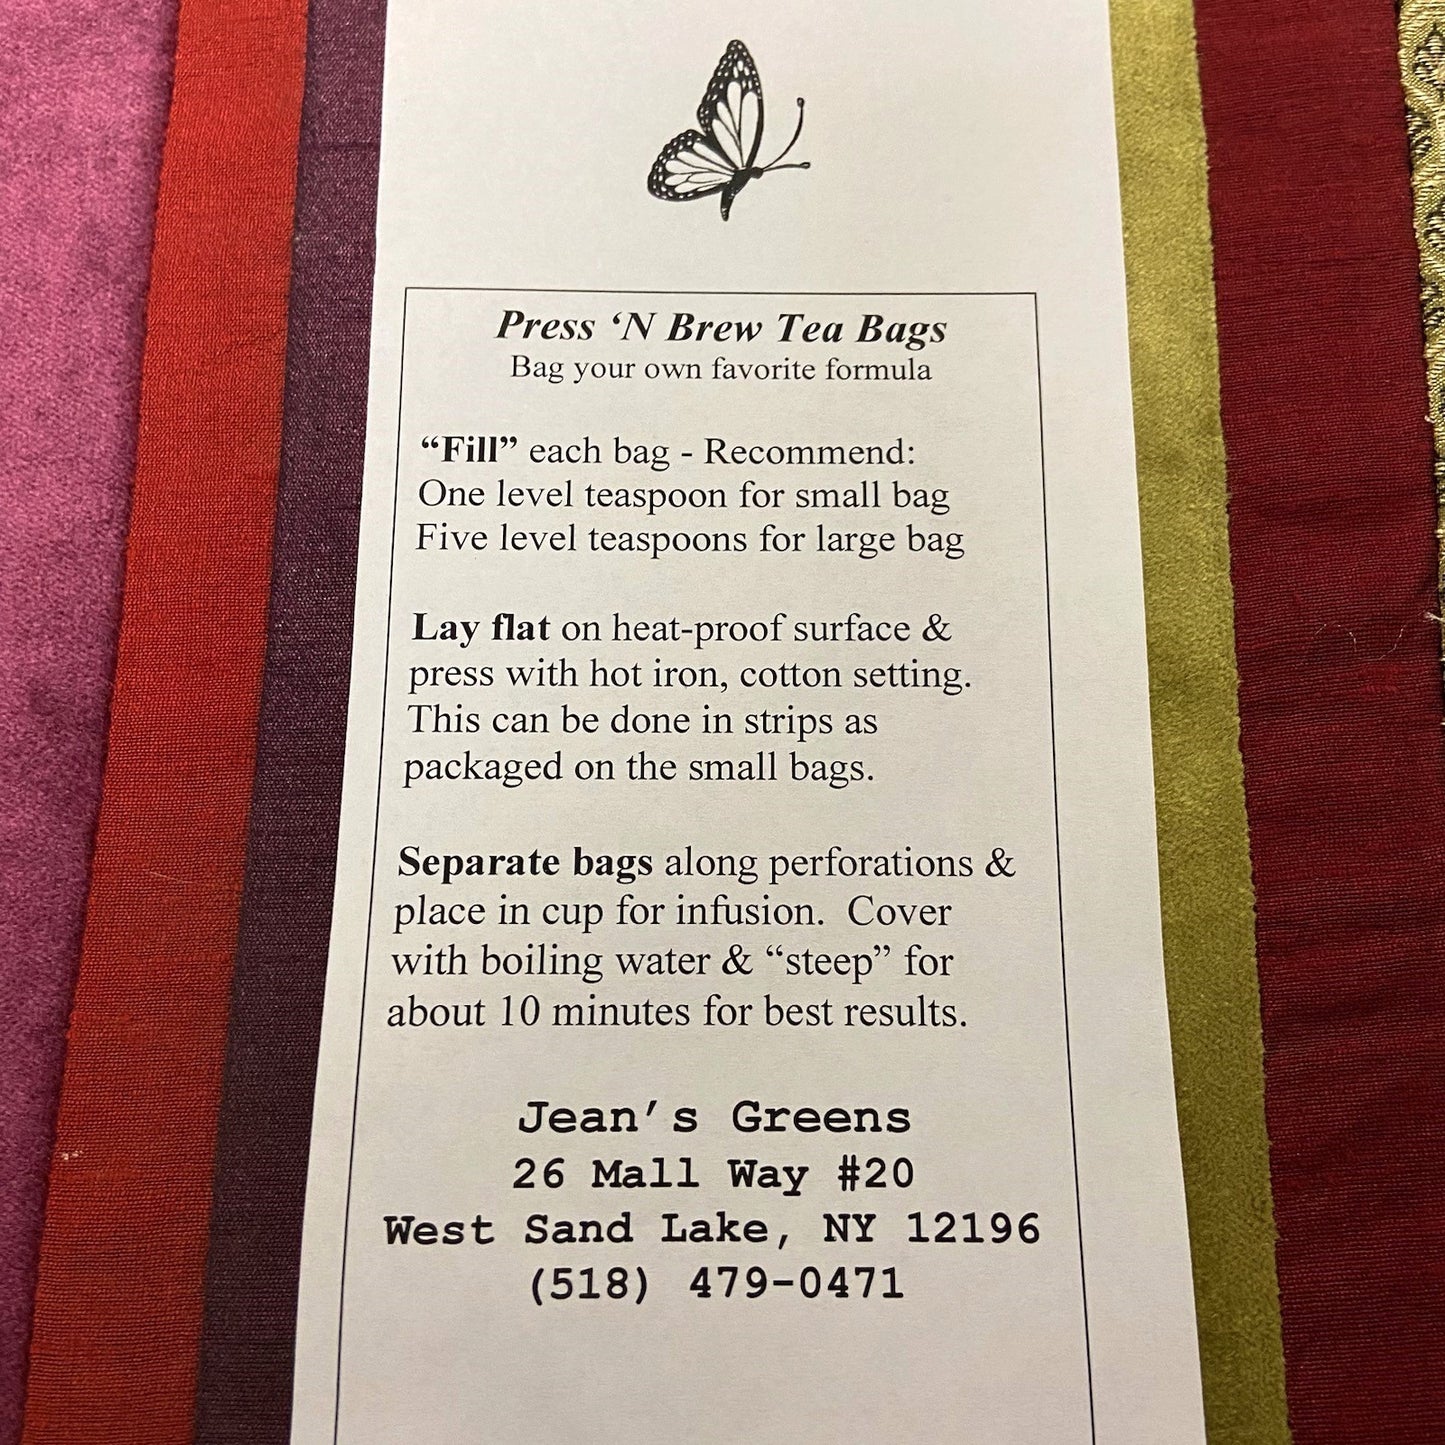 Press ‘N Brew Tea Bags
Bag your own favorite formula
“Fill” each bag - Recommend:
One level teaspoon for small bag
Five level teaspoons for large bag
Lay flat on heat-proof surface &
press with hot iron, cotton setting.
This can be done in strips as
packaged on the small bags.
Separate bags along perforations &
place in cup for infusion.  Cover
with boiling water & “steep” for
about 10 minutes for best results.
Jean’s Greens
26 Mall Way #20
West Sand Lake, NY 12196
(518) 479-0471